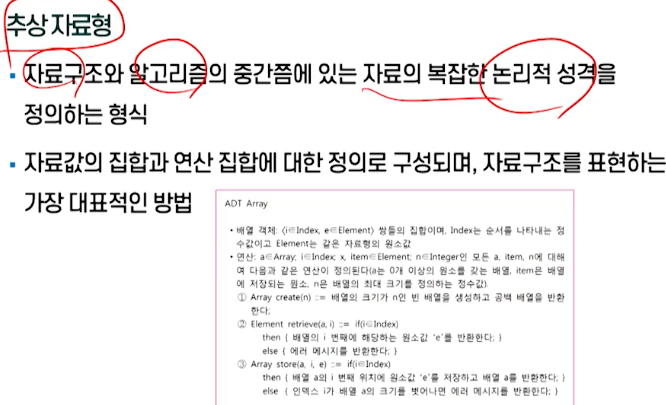 추상 자료형
▪ 자료구조와 알고리즘의 중간쯤에 있는 자료의 복잡한 논리적 성격을
정의하는 형식
▪ 자료값의 집합과 연산 집합에 대한 정의로 구성되며, 자료구조를 표현하는
가장 대표적인 방법
ADT Array
• 배열 객체: ⟨i∈Index, e∈Element⟩ 쌍들의 집합이며, Index는 순서를 나타내는 정
수값이고 Element는 같은 자료형의 원소값
• 연산: a∈Array; i∈Index; x, item∈Element; n∈Integer인 모든 a, item, n에 대해
여 다음과 같은 연산이 정의된다(a는 0개 이상의 원소를 갖는 배열, item은 배열
에 저장되는 원소, n은 배열의 최대 크기를 정의하는 정수값).
① Array create(n) ::= 배열의 크기가 n인 빈 배열을 생성하고 공백 배열을 반환
한다;
② Element retrieve(a, i) ::= if(i∈Index)
then { 배열의 i 번째에 해당하는 원소값 'e'를 반환한다; }
else { 에러 메시지를 반환한다; }
③ Array store(a, i, e) ::= if(i∈Index)
then { 배열 a의 i 번째 위치에 원소값 'e'를 저장하고 배열 a를 반환한다; }
else { 인덱스 i가 배열 a의 크기를 벗어나면 에러 메시지를 반환한다; }